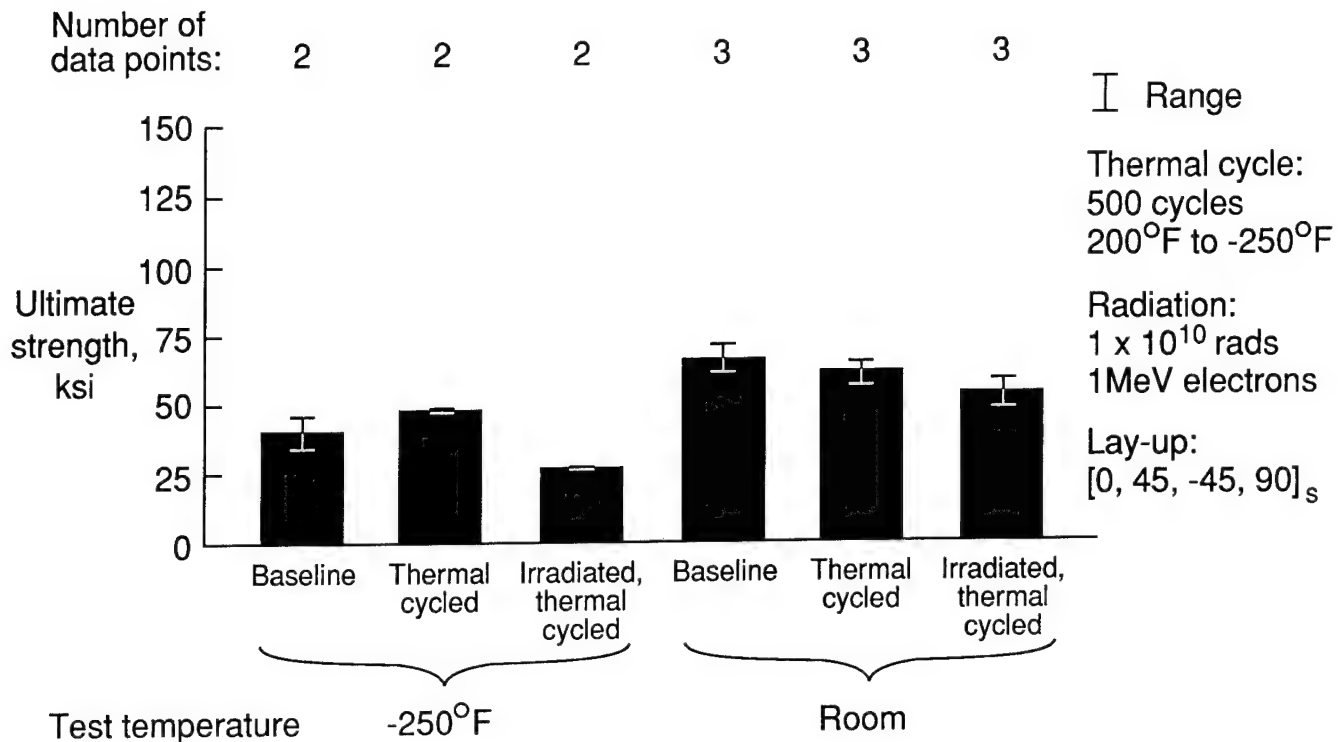 Number of
data points: 2 2 2 3 3 3
Range
Thermal cycle:
500 cycles
200°F to -250°F
Radiation:
1 x 10¹⁰ rads
1MeV electrons
Lay-up:
[0, 45, -45, 90]s
Ultimate
strength,
ksi
150
125
100
75
50
25
0
Baseline
Thermal
cycled
Irradiated,
thermal
cycled
Baseline
Thermal
cycled
Irradiated,
thermal
cycled
Test temperature -250°F Room